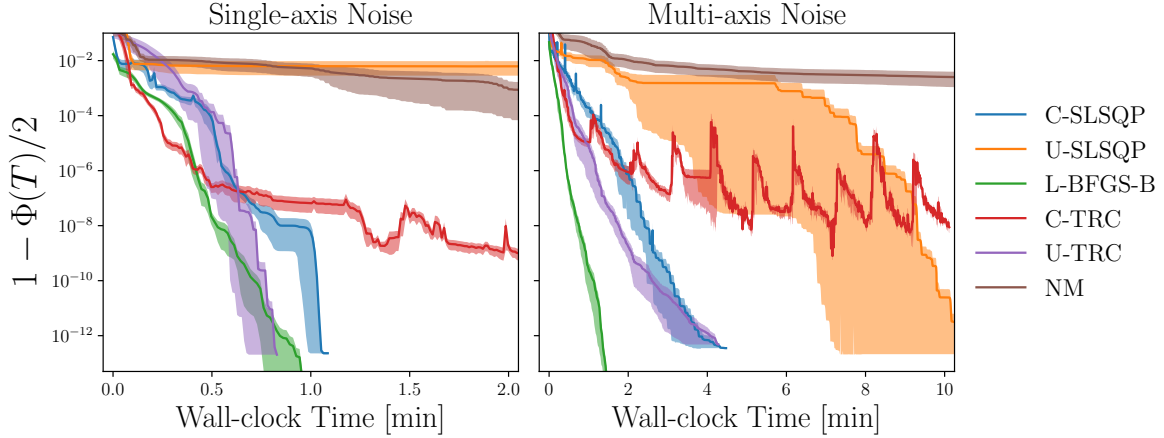 Single-axis Noise
Multi-axis Noise
1 − Φ(T)/2
10⁻²
10⁻⁴
10⁻⁶
10⁻⁸
10⁻¹⁰
10⁻¹²
0.0 0.5 1.0 1.5 2.0
0 2 4 6 8 10
Wall-clock Time [min]
Wall-clock Time [min]
C-SLSQP
U-SLSQP
L-BFGS-B
C-TRC
U-TRC
NM